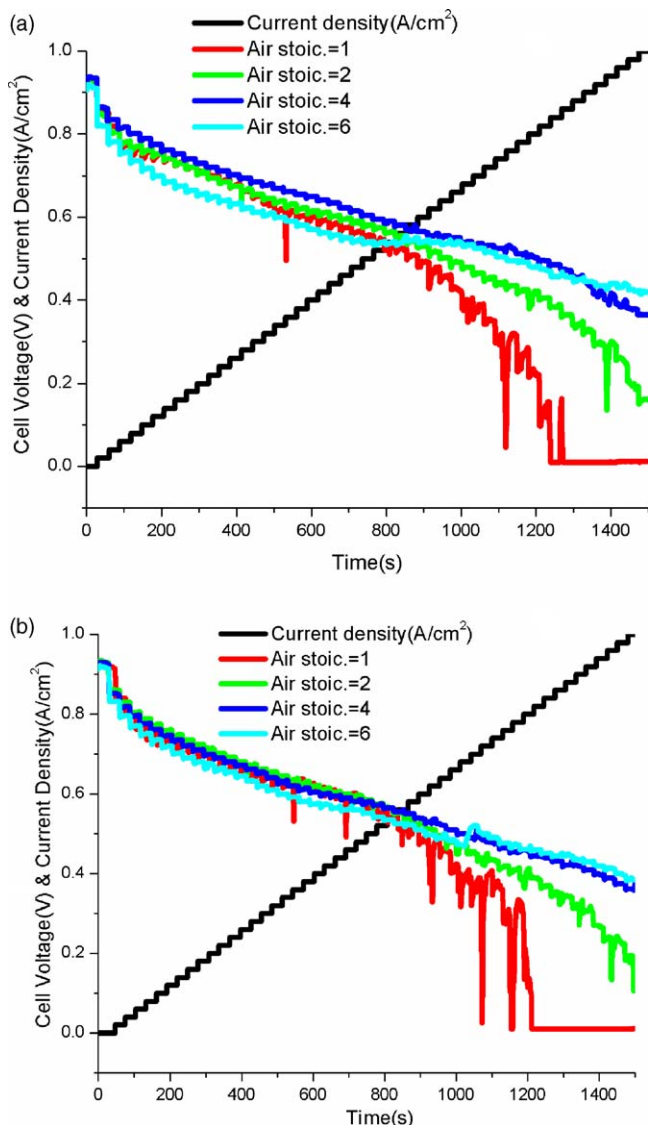 (a)
Current density(A/cm²)
Air stoic.=1
Air stoic.=2
Air stoic.=4
Air stoic.=6
Cell Voltage(V) & Current Density(A/cm²)
1.0
0.8
0.6
0.4
0.2
0.0
0 200 400 600 800 1000 1200 1400
Time(s)
(b)
Current density(A/cm²)
Air stoic.=1
Air stoic.=2
Air stoic.=4
Air stoic.=6
Cell Voltage(V) & Current Density(A/cm²)
1.0
0.8
0.6
0.4
0.2
0.0
0 200 400 600 800 1000 1200 1400
Time(s)